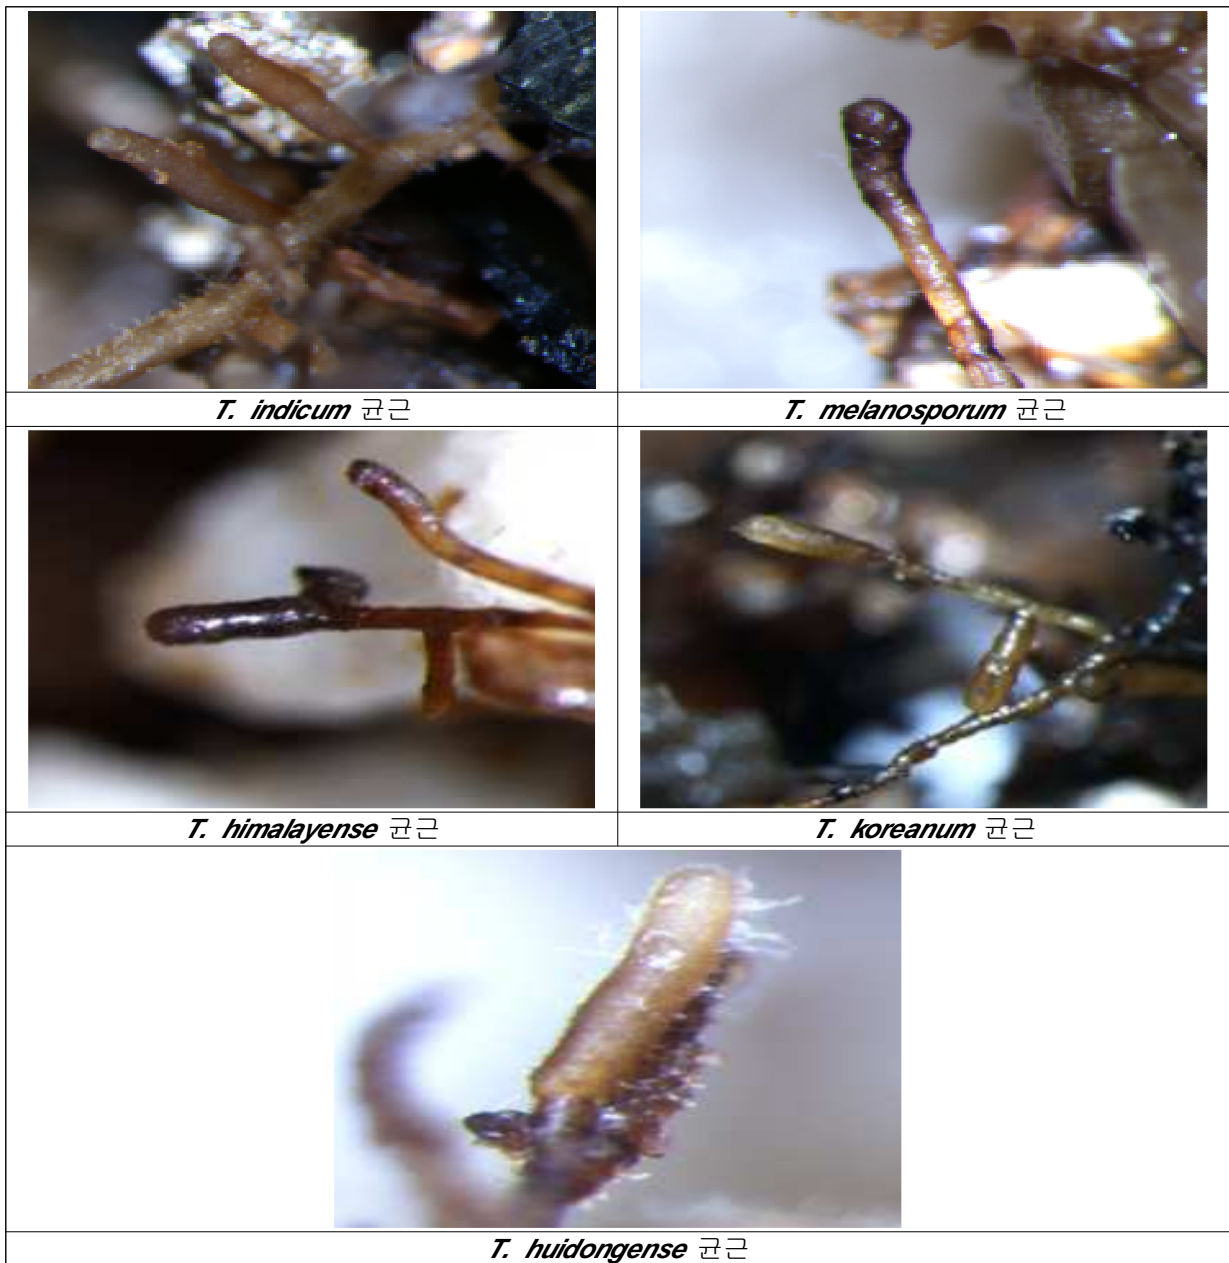 T. indicum 균근
T. melanosporum 균근
T. himalayense 균근
T. koreanum 균근
T. huidongense 균근